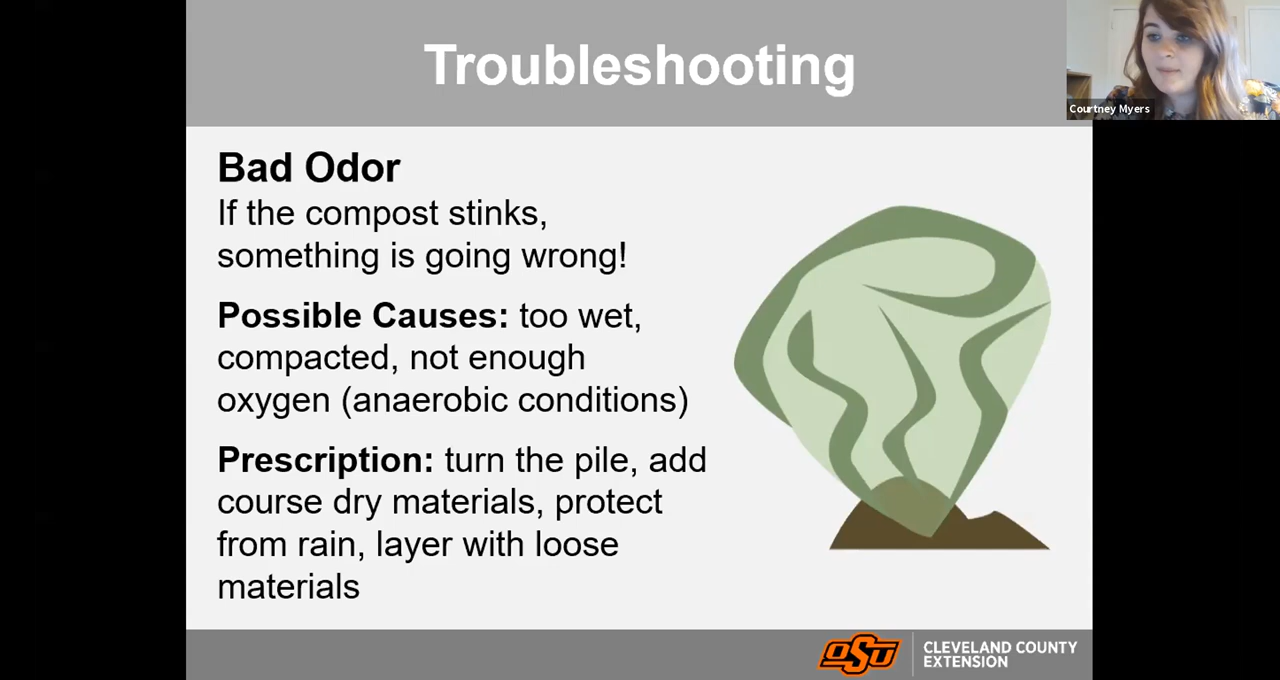 Troubleshooting
Courtney Myers
Bad Odor
If the compost stinks,
something is going wrong!
Possible Causes: too wet,
compacted, not enough
oxygen (anaerobic conditions)
Prescription: turn the pile, add
course dry materials, protect
from rain, layer with loose
materials
OSU
CLEVELAND COUNTY
EXTENSION